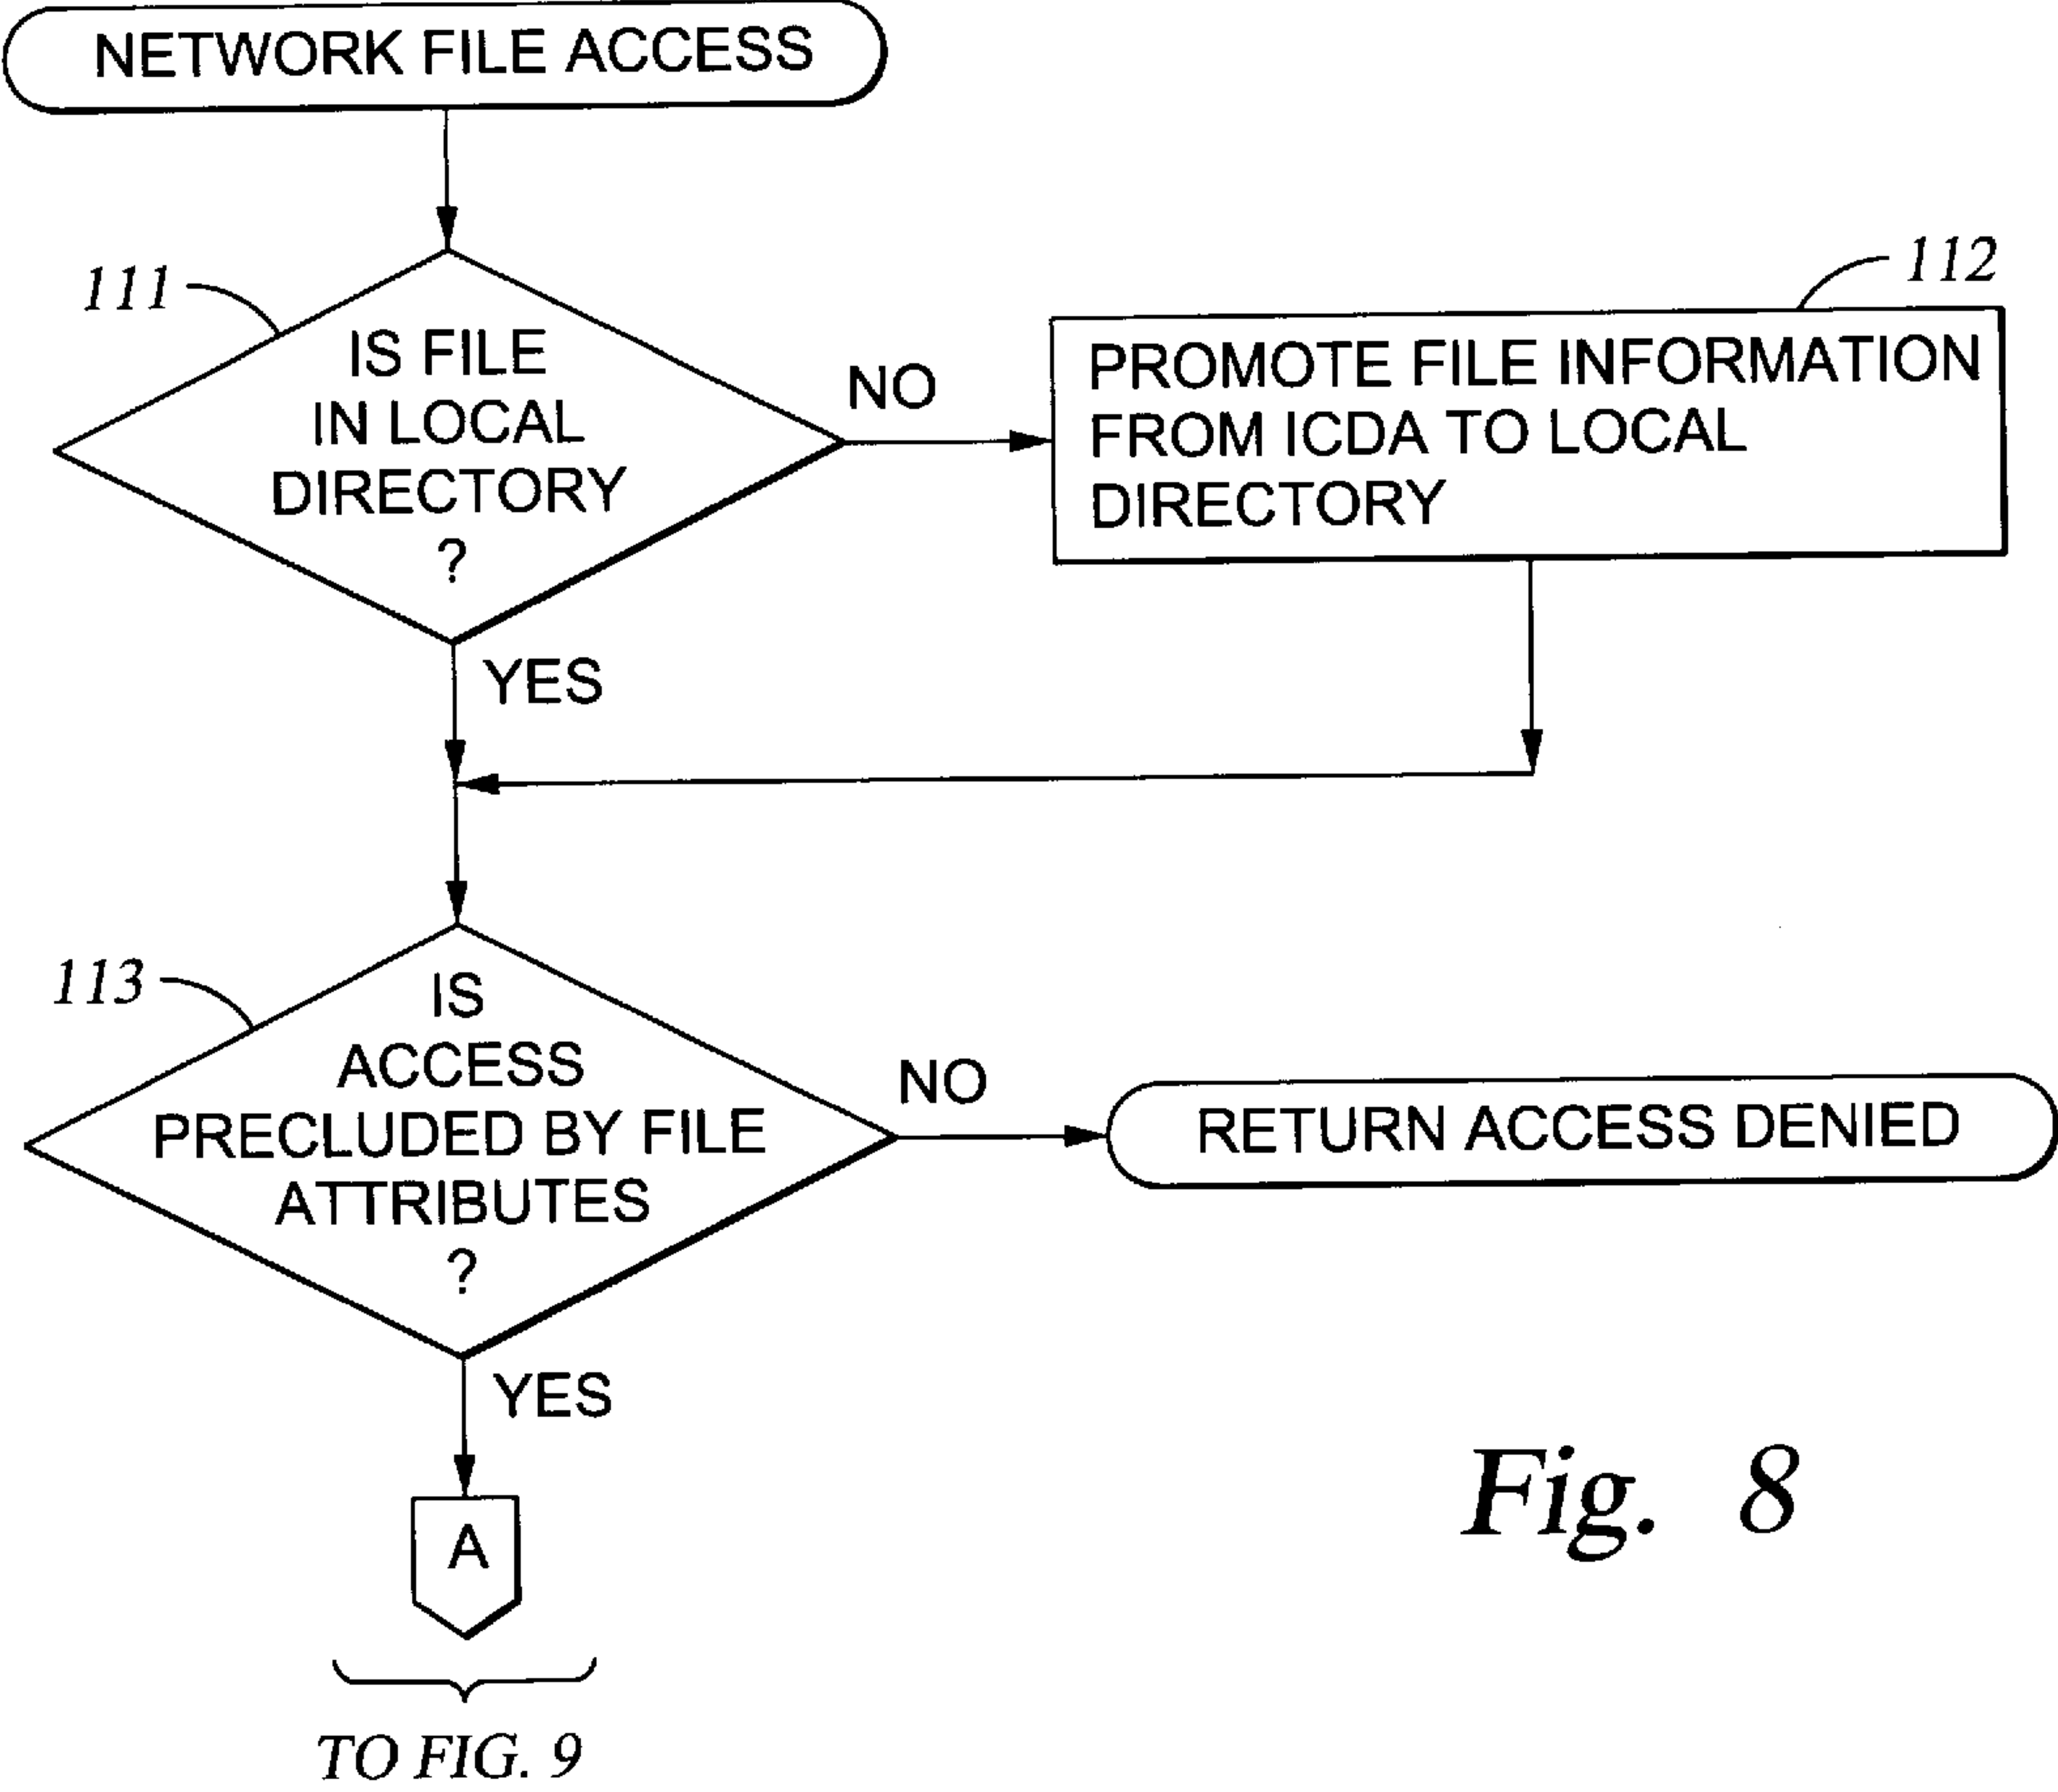 NETWORK FILE ACCESS
111
IS FILE
IN LOCAL
DIRECTORY
?
NO
112
PROMOTE FILE INFORMATION
FROM ICDA TO LOCAL
DIRECTORY
YES
113
IS
ACCESS
PRECLUDED BY FILE
ATTRIBUTES
?
NO
RETURN ACCESS DENIED
YES
A
TO FIG. 9
Fig. 8